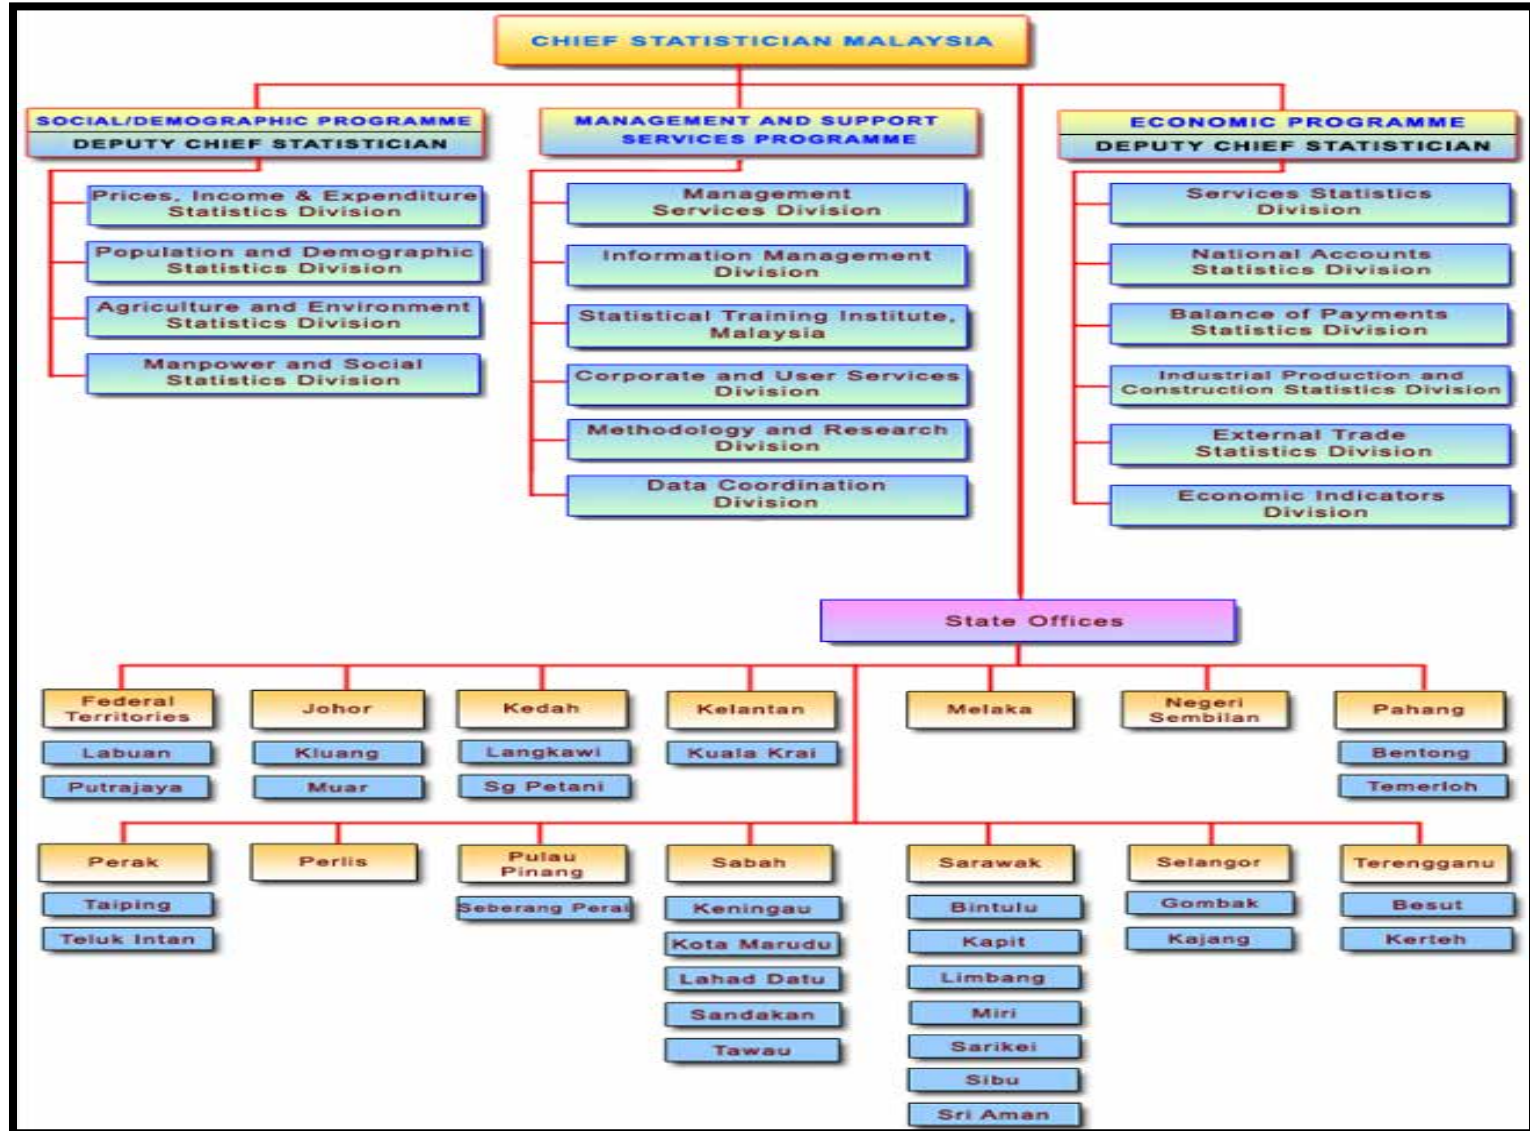 CHIEF STATISTICIAN MALAYSIA
SOCIAL/DEMOGRAPHIC PROGRAMME
DEPUTY CHIEF STATISTICIAN
Prices, Income & Expenditure
Statistics Division
Population and Demographic
Statistics Division
Agriculture and Environment
Statistics Division
Manpower and Social
Statistics Division
MANAGEMENT AND SUPPORT
SERVICES PROGRAMME
Management
Services Division
Information Management
Division
Statistical Training Institute,
Malaysia
Corporate and User Services
Division
Methodology and Research
Division
Data Coordination
Division
ECONOMIC PROGRAMME
DEPUTY CHIEF STATISTICIAN
Services Statistics
Division
National Accounts
Statistics Division
Balance of Payments
Statistics Division
Industrial Production and
Construction Statistics Division
External Trade
Statistics Division
Economic Indicators
Division
State Offices
Federal
Territories
Labuan
Putrajaya
Johor
Kluang
Muar
Kedah
Langkawi
Sg Petani
Kelantan
Kuala Krai
Melaka
Negeri
Sembilan
Pahang
Bentong
Temerloh
Perak
Taiping
Teluk Intan
Perlis
Pulau
Pinang
Seberang Perai
Sabah
Keningau
Kota Marudu
Lahad Datu
Sandakan
Tawau
Sarawak
Bintulu
Kapit
Limbang
Miri
Sarikei
Sibu
Sri Aman
Selangor
Gombak
Kajang
Terengganu
Besut
Kerteh